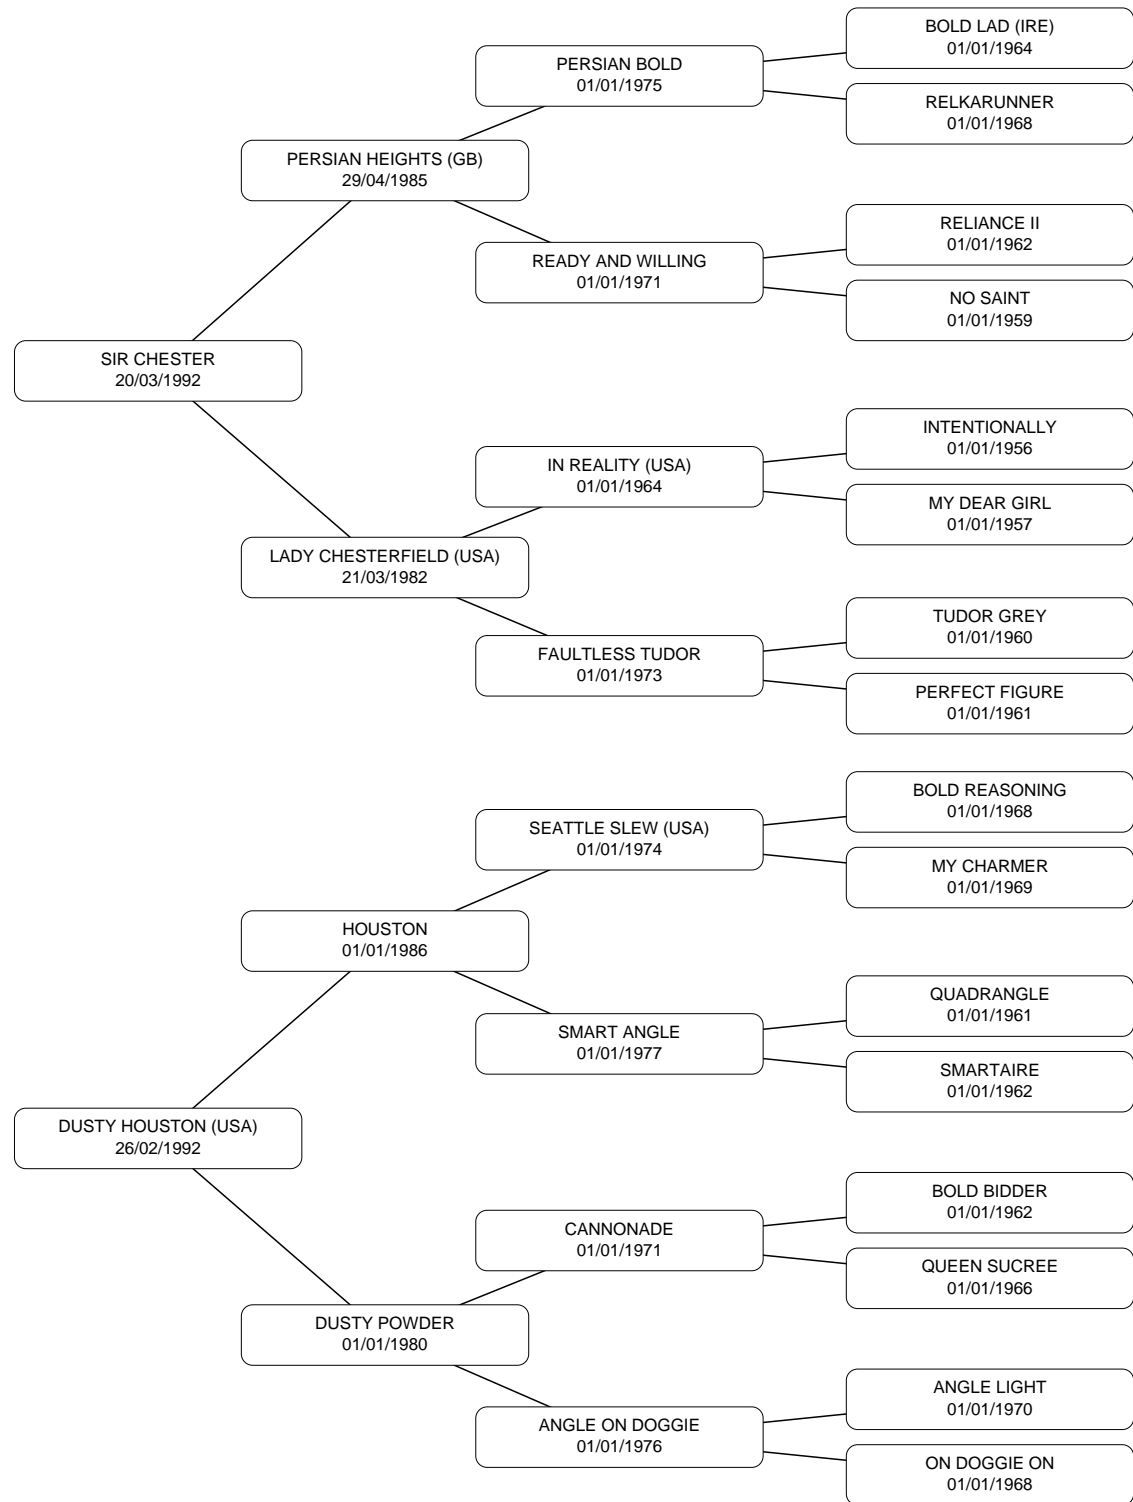 BOLD LAD (IRE)
01/01/1964
PERSIAN BOLD
01/01/1975
RELKARUNNER
01/01/1968
PERSIAN HEIGHTS (GB)
29/04/1985
RELIANCE II
01/01/1962
READY AND WILLING
01/01/1971
NO SAINT
01/01/1959
SIR CHESTER
20/03/1992
INTENTIONALLY
01/01/1956
IN REALITY (USA)
01/01/1964
MY DEAR GIRL
01/01/1957
LADY CHESTERFIELD (USA)
21/03/1982
TUDOR GREY
01/01/1960
FAULTLESS TUDOR
01/01/1973
PERFECT FIGURE
01/01/1961
BOLD REASONING
01/01/1968
SEATTLE SLEW (USA)
01/01/1974
MY CHARMER
01/01/1969
HOUSTON
01/01/1986
QUADRANGLE
01/01/1961
SMART ANGLE
01/01/1977
SMARTAIRE
01/01/1962
DUSTY HOUSTON (USA)
26/02/1992
BOLD BIDDER
01/01/1962
CANNONADE
01/01/1971
QUEEN SUCREE
01/01/1966
DUSTY POWDER
01/01/1980
ANGLE LIGHT
01/01/1970
ANGLE ON DOGGIE
01/01/1976
ON DOGGIE ON
01/01/1968